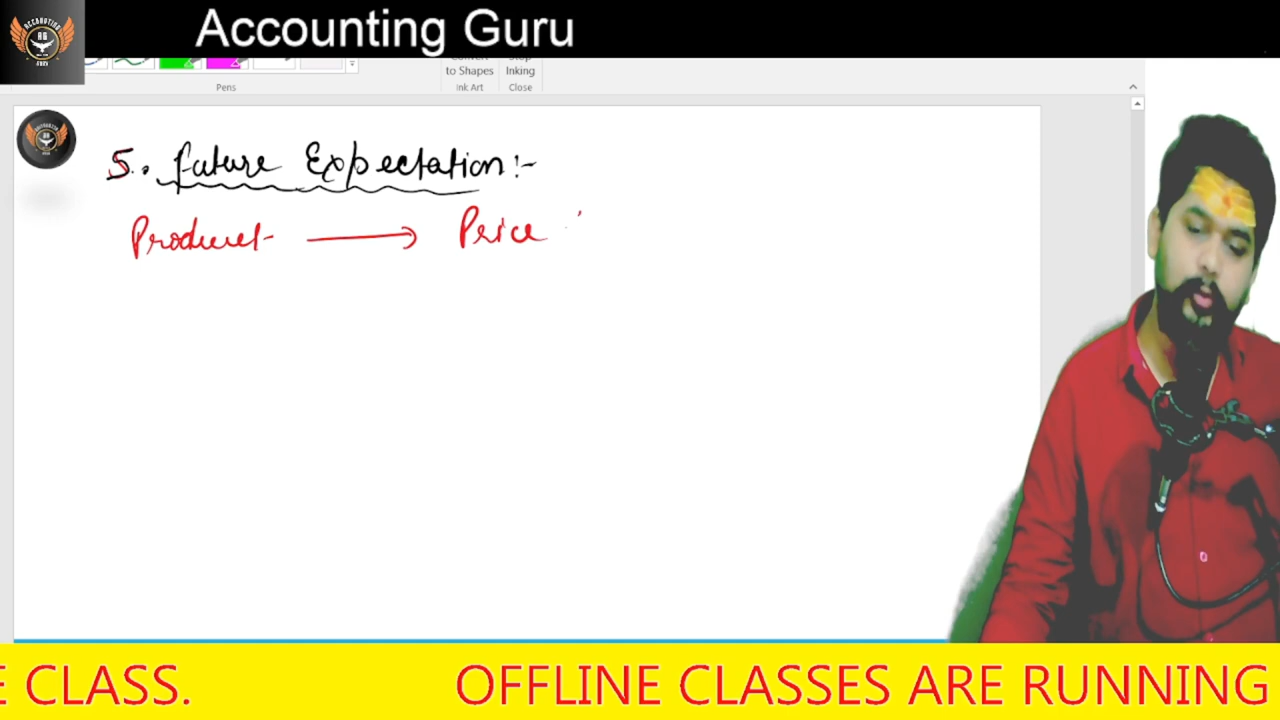 Accounting Guru
to Shapes
Inking
Pens
Ink Art
Close
5. Future Expectation :-
Product → Price
E CLASS. OFFLINE CLASSES ARE RUNNING